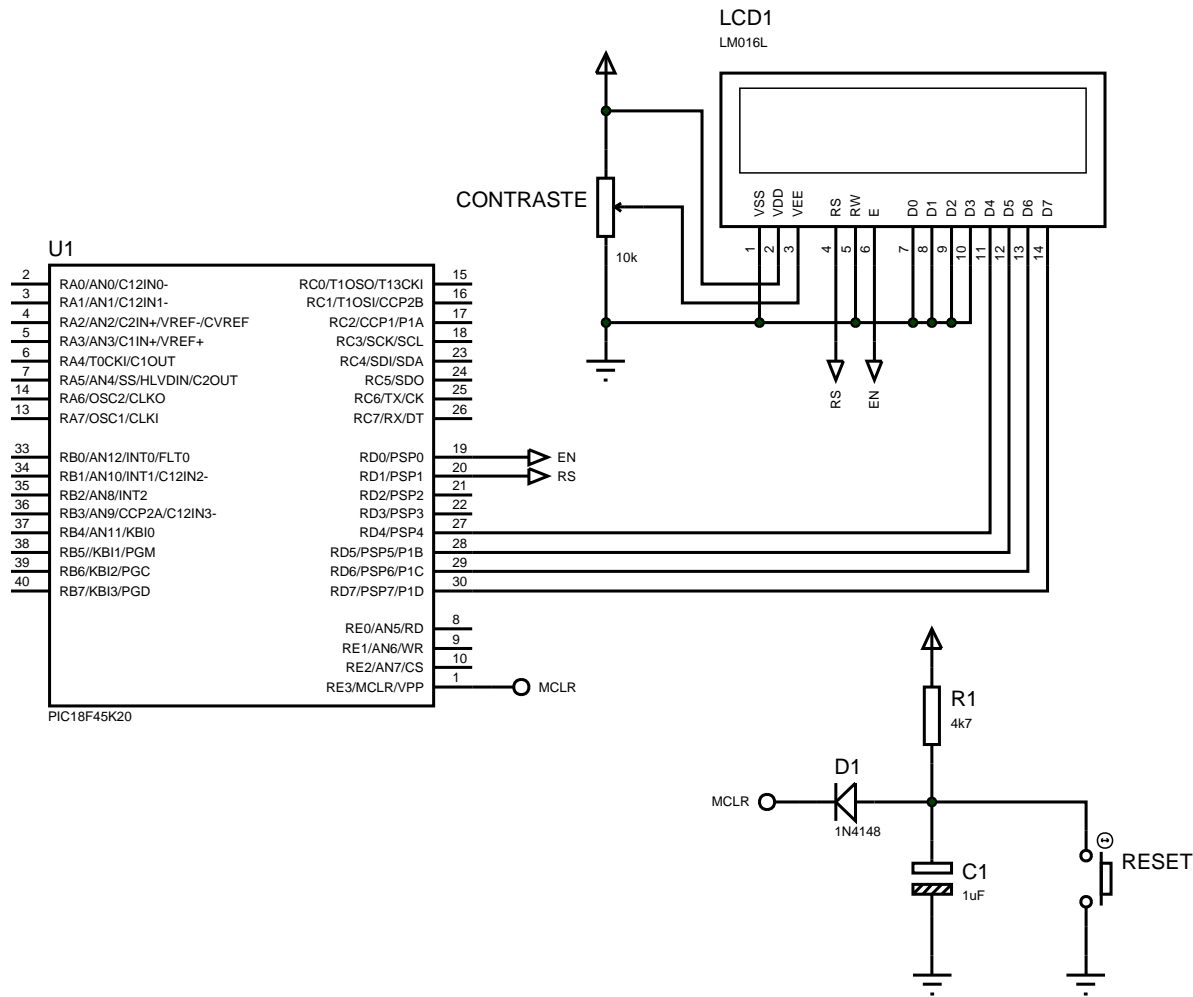 LCD1
LM016L
CONTRASTE
10k
VSS
VDD
VEE
RS
RW
E
D0
D1
D2
D3
D4
D5
D6
D7
1
2
3
4
5
6
7
8
9
10
11
12
13
14
RS
EN
U1
2 RA0/AN0/C12IN0- RC0/T1OSO/T13CKI 15
3 RA1/AN1/C12IN1- RC1/T1OSI/CCP2B 16
4 RA2/AN2/C2IN+/VREF-/CVREF RC2/CCP1/P1A 17
5 RA3/AN3/C1IN+/VREF+ RC3/SCK/SCL 18
6 RA4/T0CKI/C1OUT RC4/SDI/SDA 23
7 RA5/AN4/SS/HLVDIN/C2OUT RC5/SDO 24
14 RA6/OSC2/CLKO RC6/TX/CK 25
13 RA7/OSC1/CLKI RC7/RX/DT 26
33 RB0/AN12/INT0/FLT0 RD0/PSP0 19 EN
34 RB1/AN10/INT1/C12IN2- RD1/PSP1 20 RS
35 RB2/AN8/INT2 RD2/PSP2 21
36 RB3/AN9/CCP2A/C12IN3- RD3/PSP3 22
37 RB4/AN11/KBI0 RD4/PSP4 27
38 RB5//KBI1/PGM RD5/PSP5/P1B 28
39 RB6/KBI2/PGC RD6/PSP6/P1C 29
40 RB7/KBI3/PGD RD7/PSP7/P1D 30
RE0/AN5/RD 8
RE1/AN6/WR 9
RE2/AN7/CS 10
RE3/MCLR/VPP 1 MCLR
PIC18F45K20
R1
4k7
D1
MCLR
1N4148
C1
1uF
RESET